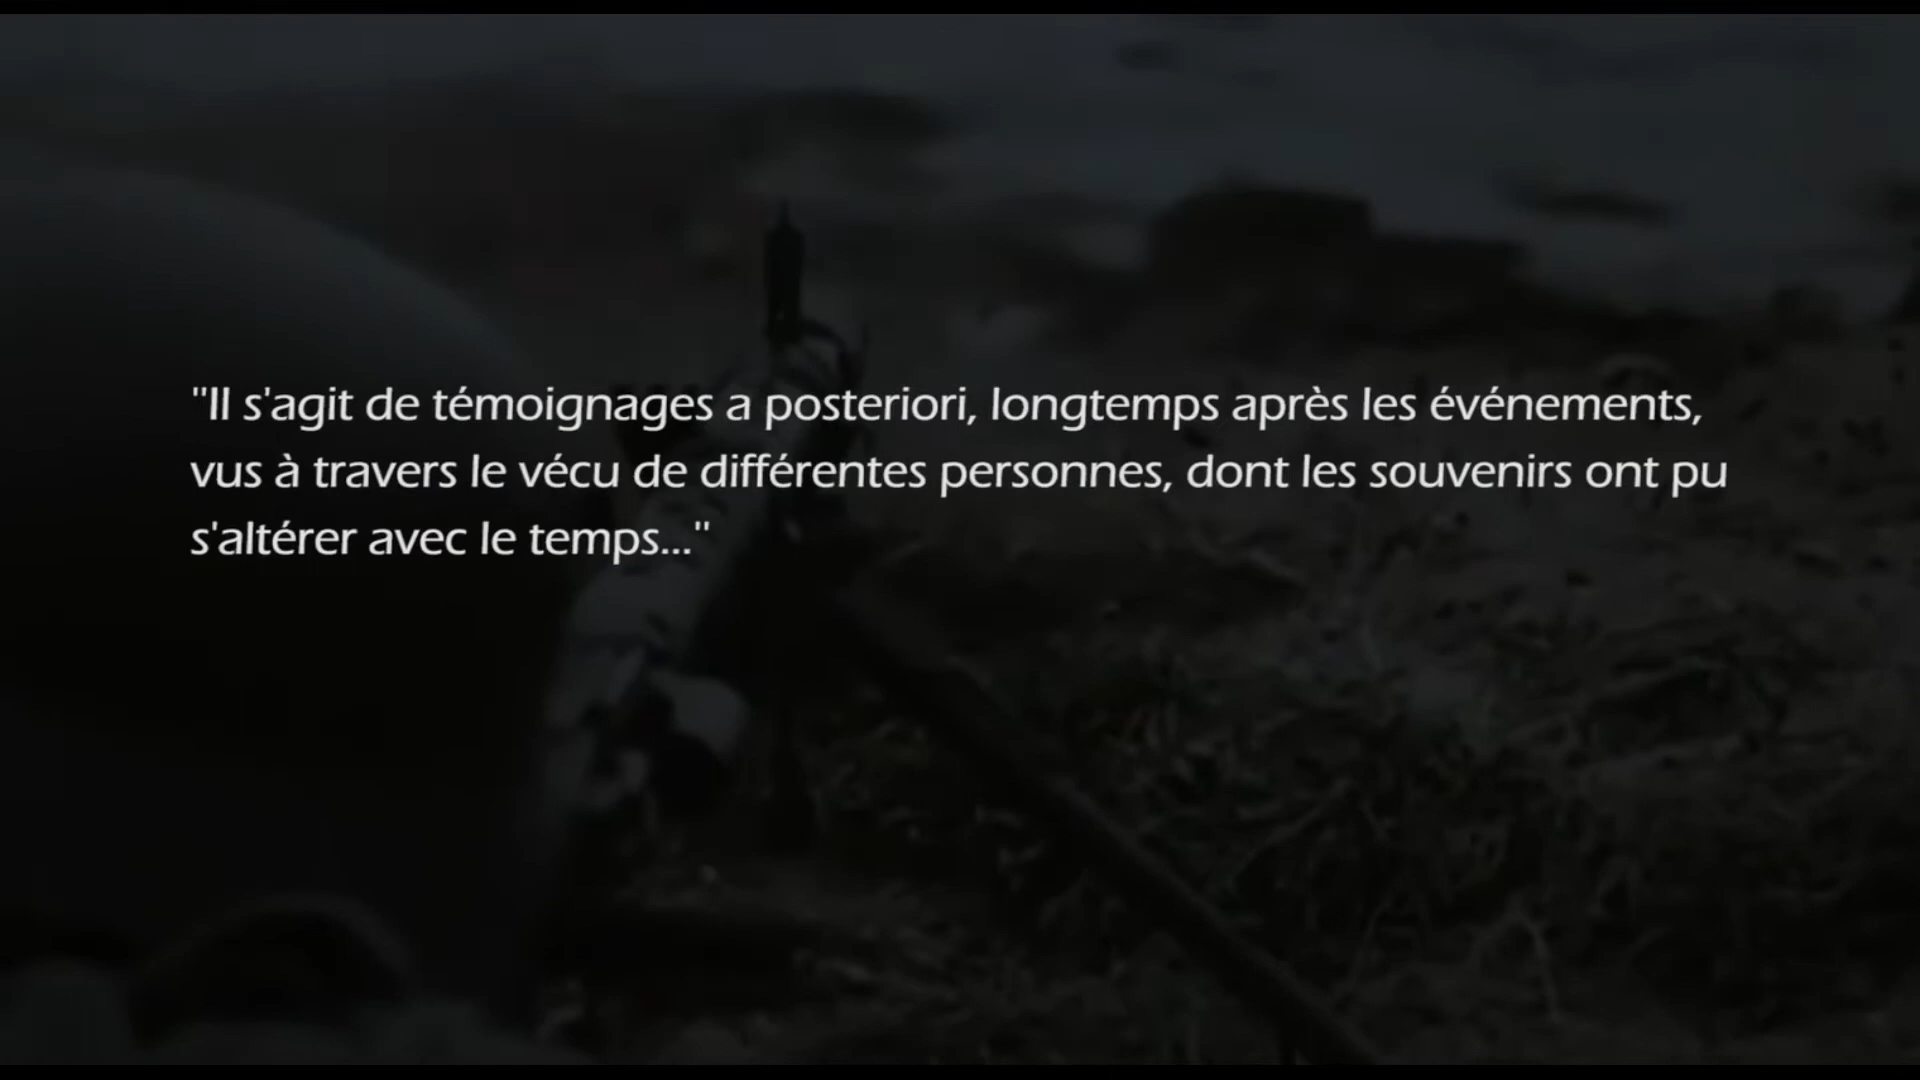 "Il s'agit de témoignages a posteriori, longtemps après les événements,
vus à travers le vécu de différentes personnes, dont les souvenirs ont pu
s'altérer avec le temps..."